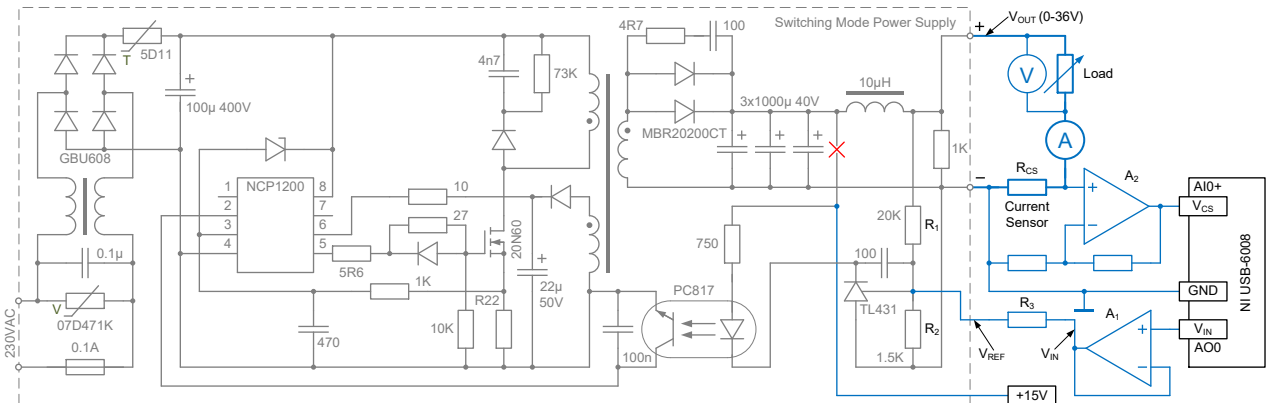 Switching Mode Power Supply
+
VOUT (0-36V)
5D11
T
4R7
100
4n7
73K
+
100µ 400V
V
Load
10µH
3x1000µ 40V
MBR20200CT
+
+
+
A
1K
GBU608
NCP1200
1
2
3
4
8
7
6
5
10
27
20N60
5R6
1K
R22
+
22µ
50V
10K
470
100n
0.1µ
V
07D471K
0.1A
230VAC
PC817
750
100
TL431
20K
R1
R2
1.5K
−
RCS
Current
Sensor
A2
+
−
AI0+
VCS
GND
VIN
AO0
NI USB-6008
R3
A1
+
−
VREF
VIN
+15V